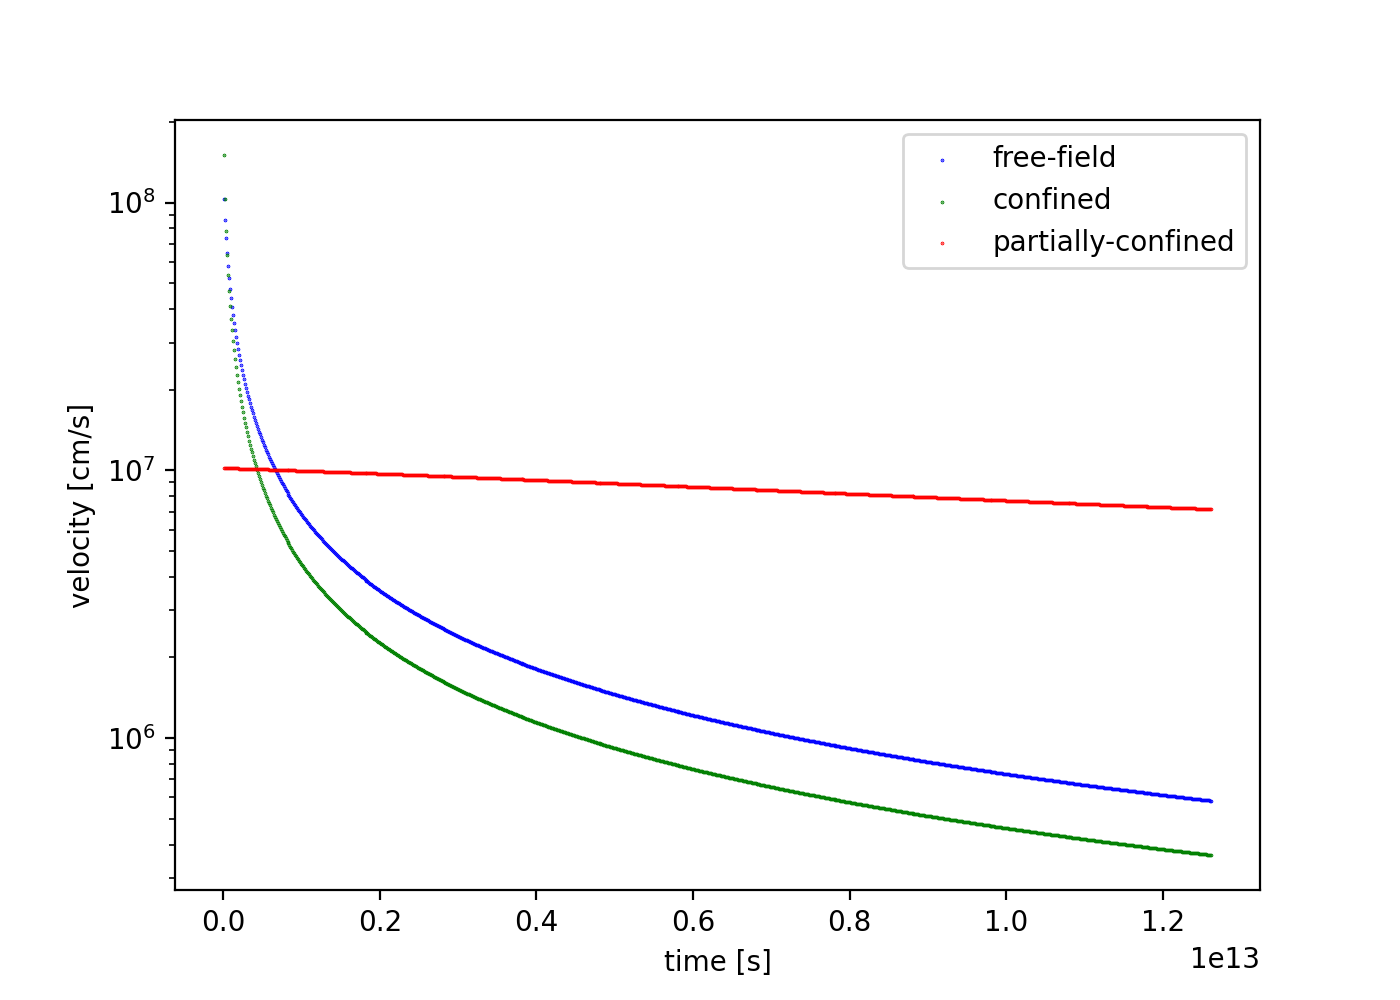 free-field
confined
partially-confined
10^8
10^7
10^6
velocity [cm/s]
0.0 0.2 0.4 0.6 0.8 1.0 1.2
1e13
time [s]